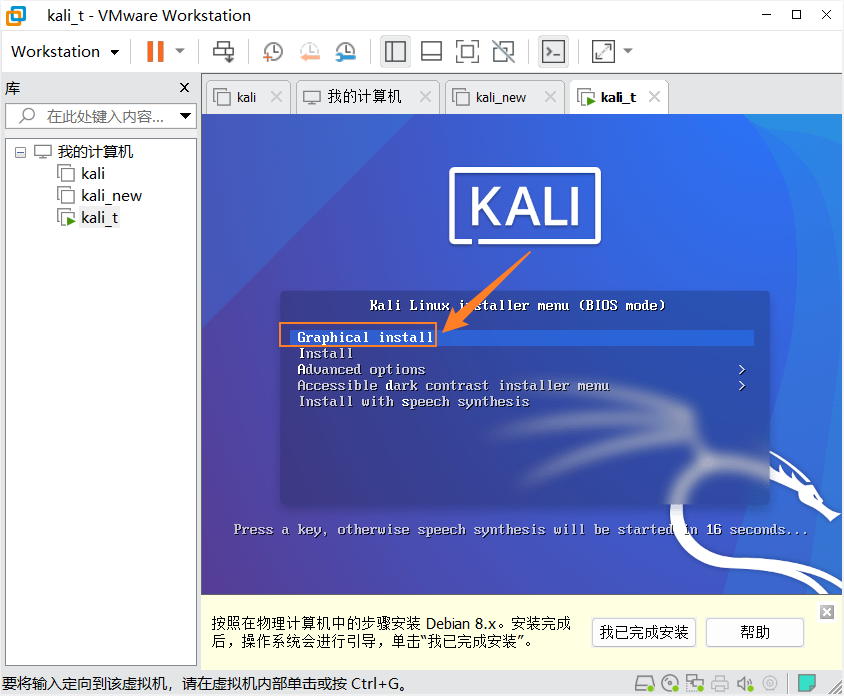 kali_t - VMware Workstation
Workstation
库
在此处键入内容...
我的计算机
kali
kali_new
kali_t
kali
我的计算机
kali_new
kali_t
KALI
Kali Linux installer menu (BIOS mode)
Graphical install
Install
Advanced options
Accessible dark contrast installer menu
Install with speech synthesis
Press a key, otherwise speech synthesis will be started in 16 seconds...
按照在物理计算机中的步骤安装 Debian 8.x。安装完成
后，操作系统会进行引导，单击“我已完成安装”。
我已完成安装
帮助
要将输入定向到该虚拟机，请在虚拟机内部单击或按 Ctrl+G。